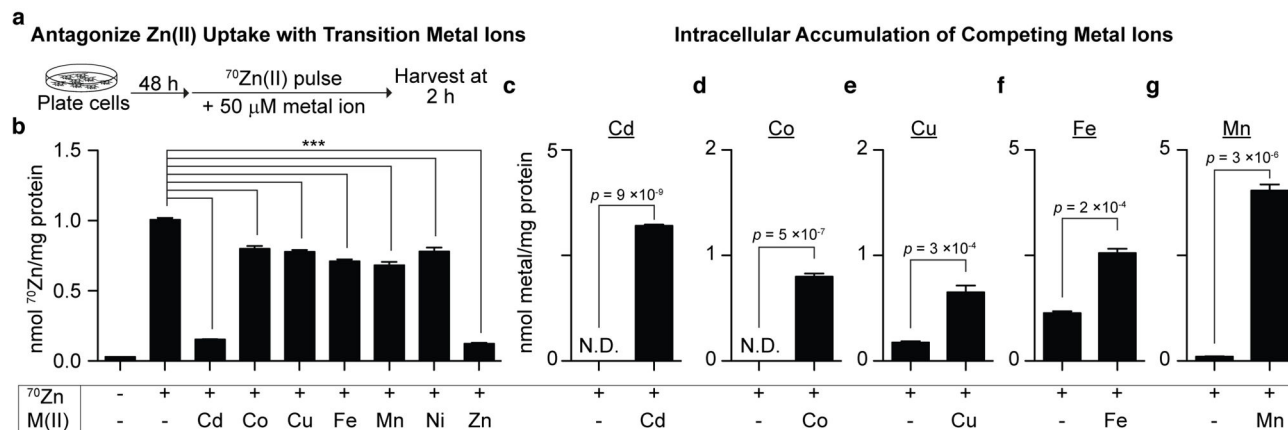 a
Antagonize Zn(II) Uptake with Transition Metal Ions
Plate cells
48 h
⁷⁰Zn(II) pulse
+ 50 μM metal ion
Harvest at
2 h
b
nmol ⁷⁰Zn/mg protein
1.5
1.0
0.5
0.0
***
⁷⁰Zn - + + + + + + + +
M(II) - - Cd Co Cu Fe Mn Ni Zn
Intracellular Accumulation of Competing Metal Ions
nmol metal/mg protein
c
Cd
5
0
p = 9 ×10⁻⁹
N.D.
+ +
- Cd
d
Co
2
1
0
p = 5 ×10⁻⁷
N.D.
+ +
- Co
e
Cu
2
1
0
p = 3 ×10⁻⁴
+ +
- Cu
f
Fe
5
0
p = 2 ×10⁻⁴
+ +
- Fe
g
Mn
5
0
p = 3 ×10⁻⁶
+ +
- Mn